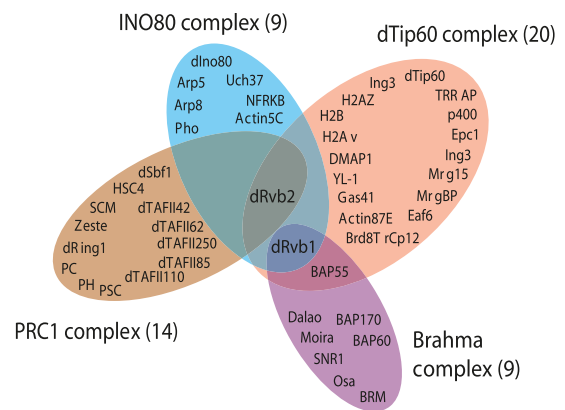 INO80 complex (9)
dTip60 complex (20)
dIno80
Arp5
Uch37
Arp8
NFRKB
Pho
Actin5C
Ing3
dTip60
H2AZ
TRR AP
H2B
p400
H2A v
Epc1
DMAP1
Ing3
YL-1
Mr g15
Gas41
Mr gBP
Actin87E
Eaf6
Brd8T rCp12
dSbf1
HSC4
SCM
dTAFII42
Zeste
dTAFII62
dR ing1
dTAFII250
PC
dTAFII85
PH
PSC
dTAFII110
dRvb2
dRvb1
BAP55
PRC1 complex (14)
Dalao
BAP170
Moira
BAP60
SNR1
Osa
BRM
Brahma
complex (9)